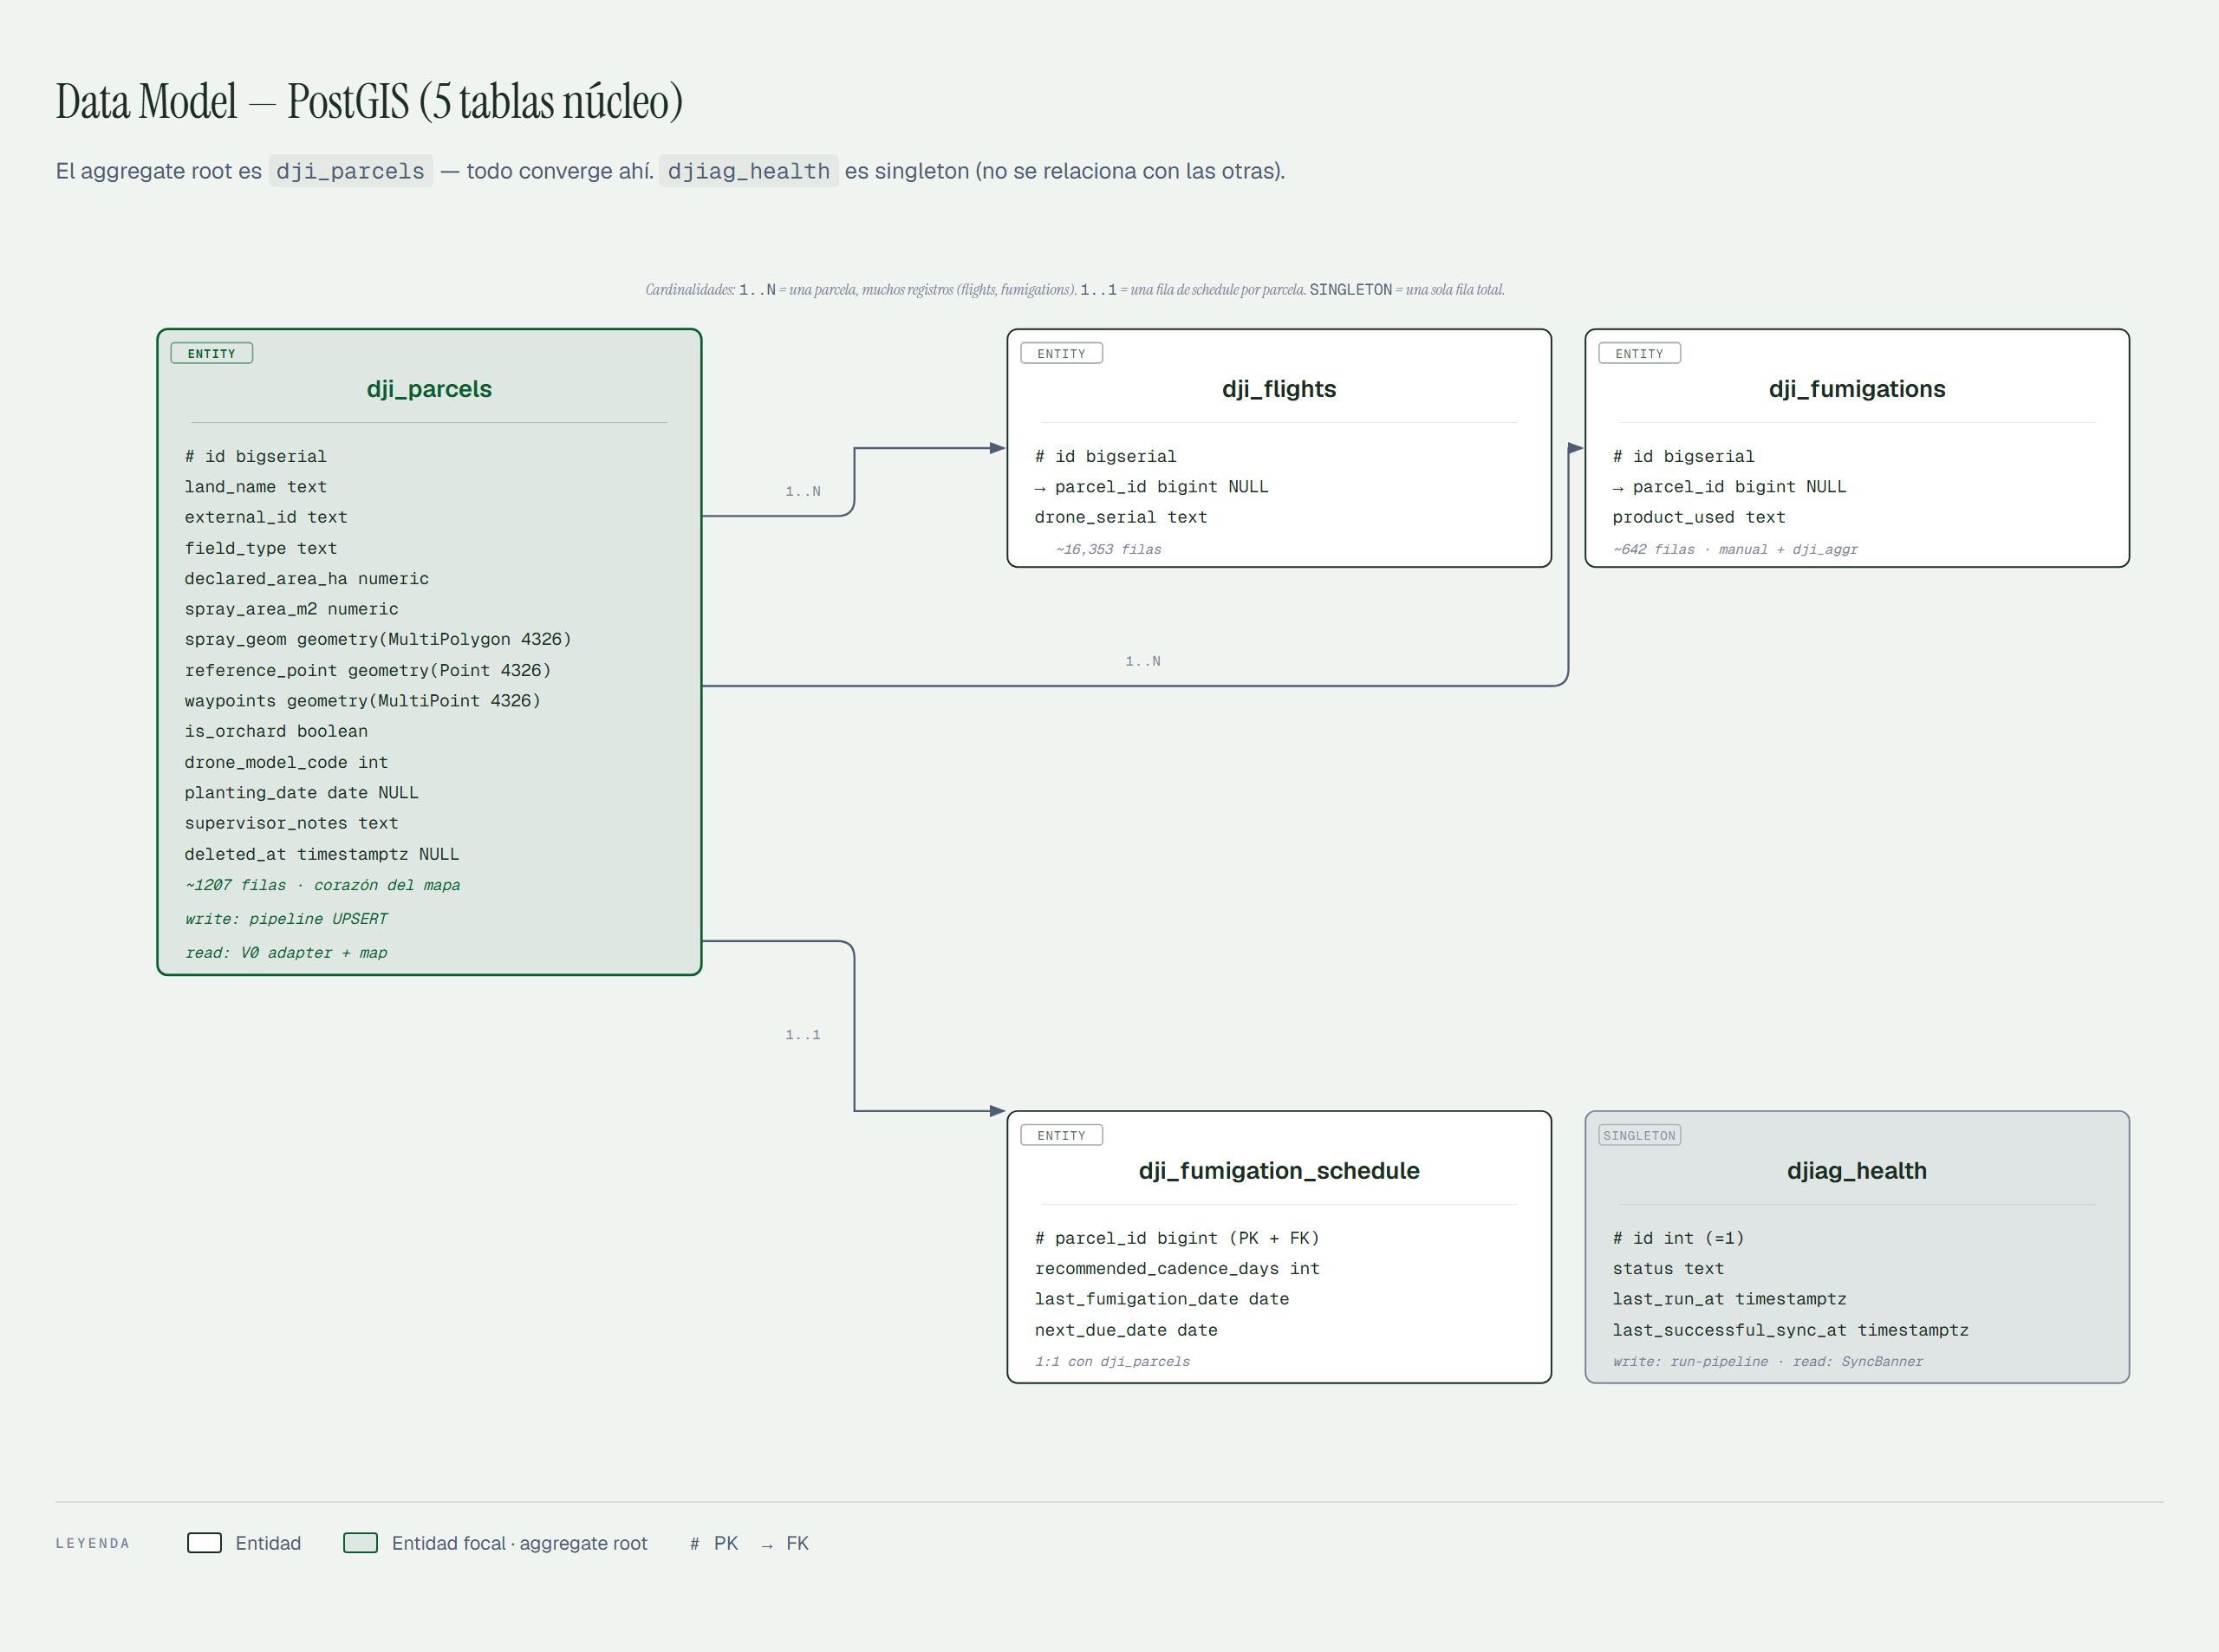 Data Model — PostGIS (5 tablas núcleo)
El aggregate root es dji_parcels — todo converge ahí. djiag_health es singleton (no se relaciona con las otras).
Cardinalidades: 1..N = una parcela, muchos registros (flights, fumigations). 1..1 = una fila de schedule por parcela. SINGLETON = una sola fila total.
ENTITY
dji_parcels
# id bigserial
land_name text
external_id text
field_type text
declared_area_ha numeric
spray_area_m2 numeric
spray_geom geometry(MultiPolygon 4326)
reference_point geometry(Point 4326)
waypoints geometry(MultiPoint 4326)
is_orchard boolean
drone_model_code int
planting_date date NULL
supervisor_notes text
deleted_at timestamptz NULL
~1207 filas · corazón del mapa
write: pipeline UPSERT
read: V0 adapter + map
1..N
1..N
1..1
ENTITY
dji_flights
# id bigserial
→ parcel_id bigint NULL
drone_serial text
~16,353 filas
ENTITY
dji_fumigations
# id bigserial
→ parcel_id bigint NULL
product_used text
~642 filas · manual + dji_aggr
ENTITY
dji_fumigation_schedule
# parcel_id bigint (PK + FK)
recommended_cadence_days int
last_fumigation_date date
next_due_date date
1:1 con dji_parcels
SINGLETON
djiag_health
# id int (=1)
status text
last_run_at timestamptz
last_successful_sync_at timestamptz
write: run-pipeline · read: SyncBanner
LEYENDA Entidad Entidad focal · aggregate root # PK → FK